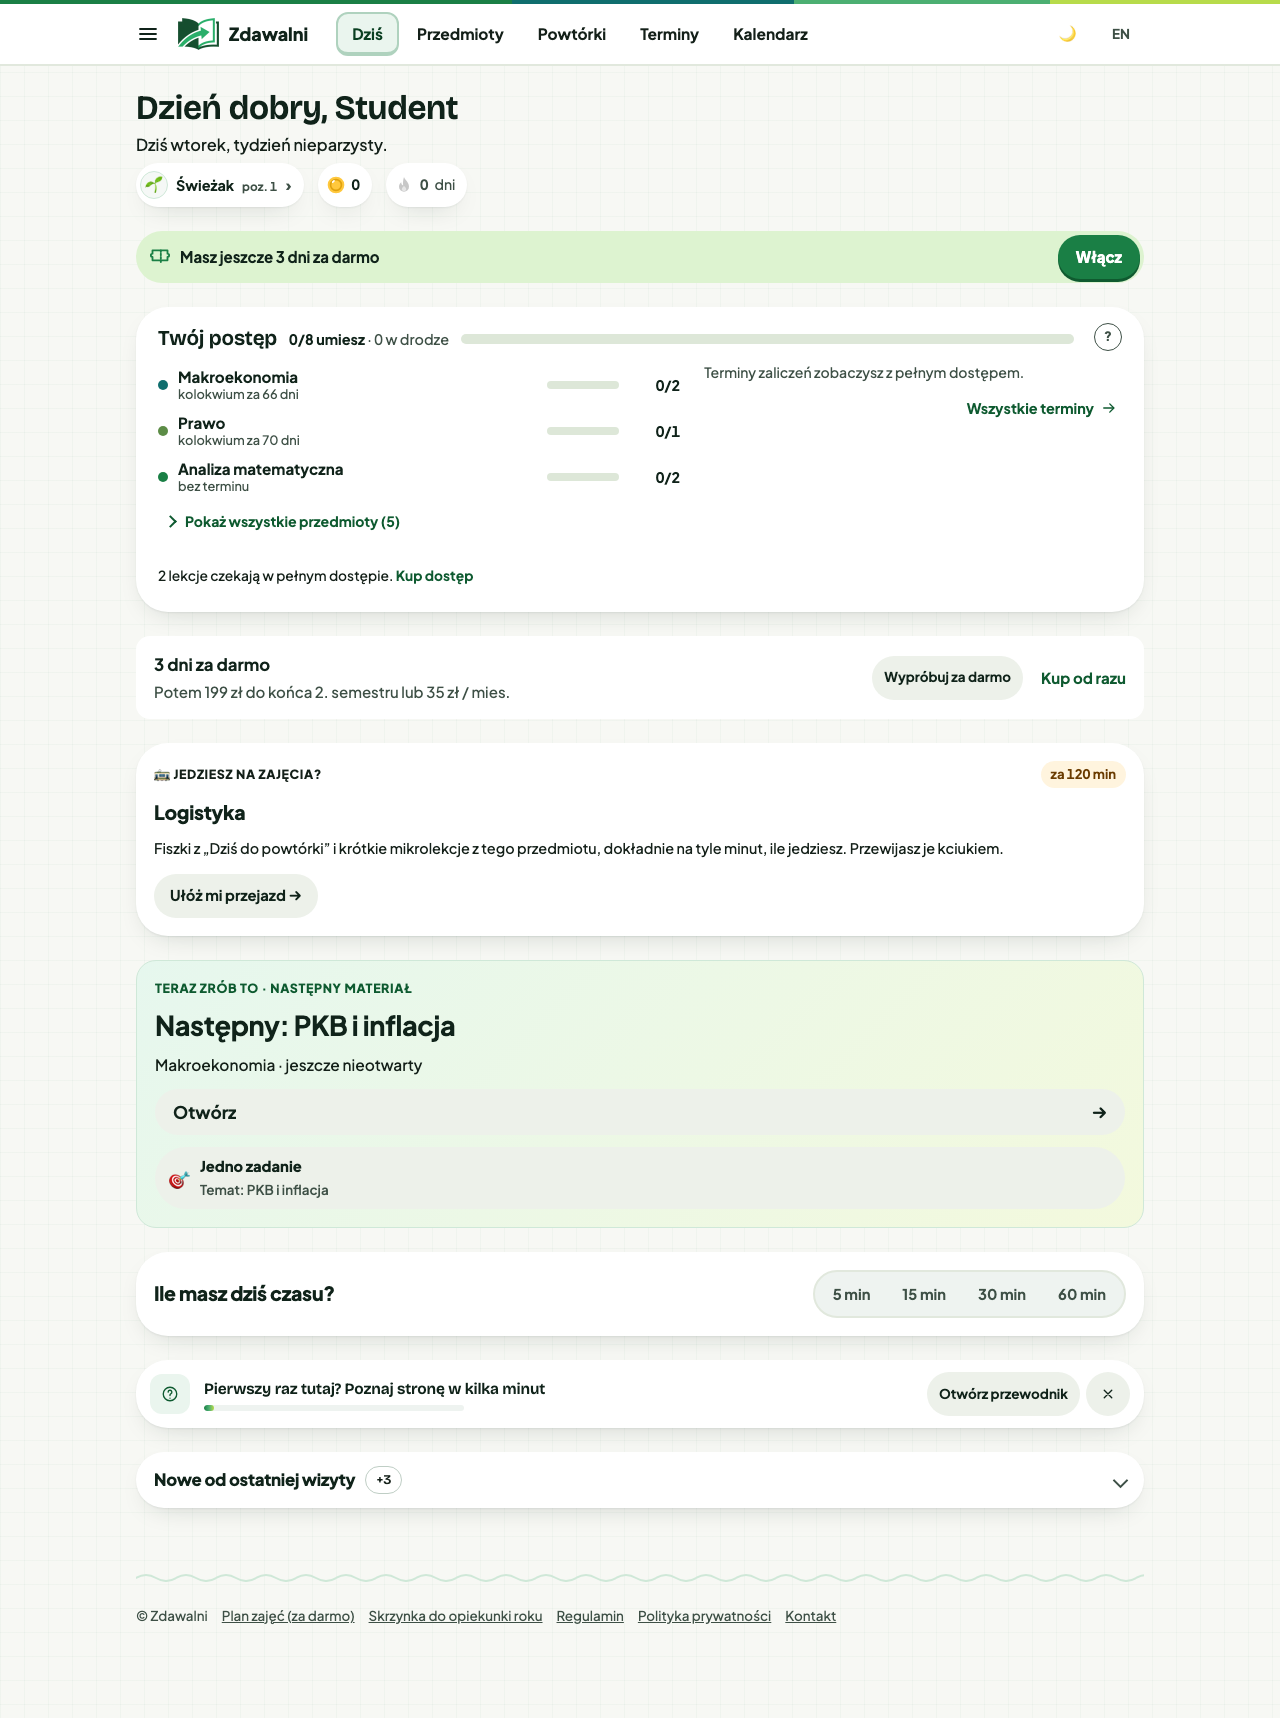 Zdawalni
Dziś
Przedmioty
Powtórki
Terminy
Kalendarz
EN
Dzień dobry, Student
Dziś wtorek, tydzień nieparzysty.
Świeżak poz. 1 ›
0
0 dni
Masz jeszcze 3 dni za darmo
Włącz
Twój postęp 0/8 umiesz · 0 w drodze
?
Makroekonomia
kolokwium za 66 dni
0/2
Prawo
kolokwium za 70 dni
0/1
Analiza matematyczna
bez terminu
0/2
Pokaż wszystkie przedmioty (5)
Terminy zaliczeń zobaczysz z pełnym dostępem.
Wszystkie terminy →
2 lekcje czekają w pełnym dostępie. Kup dostęp
3 dni za darmo
Potem 199 zł do końca 2. semestru lub 35 zł / mies.
Wypróbuj za darmo
Kup od razu
JEDZIESZ NA ZAJĘCIA?
za 120 min
Logistyka
Fiszki z „Dziś do powtórki” i krótkie mikrolekcje z tego przedmiotu, dokładnie na tyle minut, ile jedziesz. Przewijasz je kciukiem.
Ułóż mi przejazd →
TERAZ ZRÓB TO · NASTĘPNY MATERIAŁ
Następny: PKB i inflacja
Makroekonomia · jeszcze nieotwarty
Otwórz →
Jedno zadanie
Temat: PKB i inflacja
Ile masz dziś czasu?
5 min
15 min
30 min
60 min
Pierwszy raz tutaj? Poznaj stronę w kilka minut
Otwórz przewodnik
Nowe od ostatniej wizyty +3
© Zdawalni Plan zajęć (za darmo) Skrzynka do opiekunki roku Regulamin Polityka prywatności Kontakt